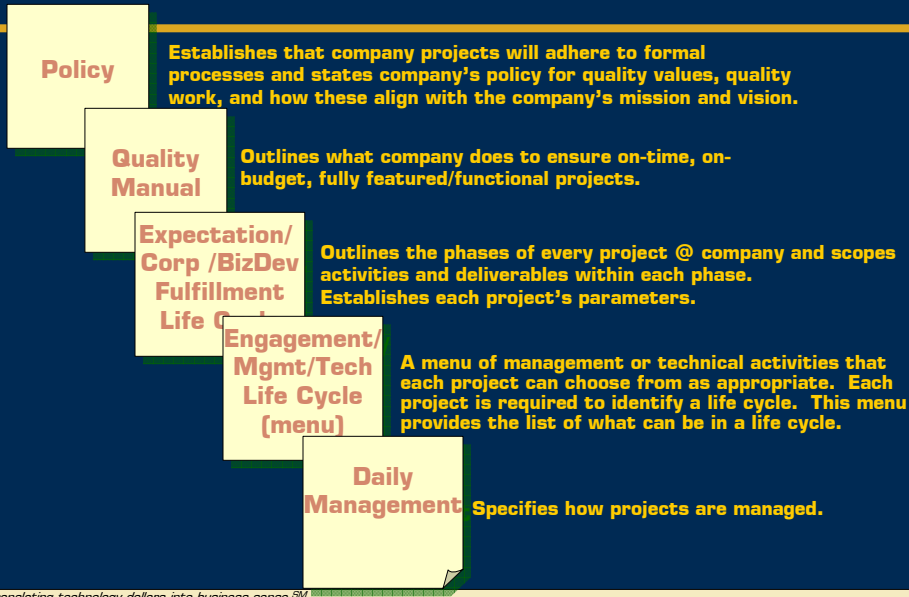 Policy
Establishes that company projects will adhere to formal
processes and states company's policy for quality values, quality
work, and how these align with the company's mission and vision.
Quality
Manual
Outlines what company does to ensure on-time, on-
budget, fully featured/functional projects.
Expectation/
Corp /BizDev
Fulfillment
Life
Outlines the phases of every project @ company and scopes
activities and deliverables within each phase.
Establishes each project's parameters.
Engagement/
Mgmt/Tech
Life Cycle
(menu)
A menu of management or technical activities that
each project can choose from as appropriate. Each
project is required to identify a life cycle. This menu
provides the list of what can be in a life cycle.
Daily
Management
Specifies how projects are managed.
technology dollars into business sense SM